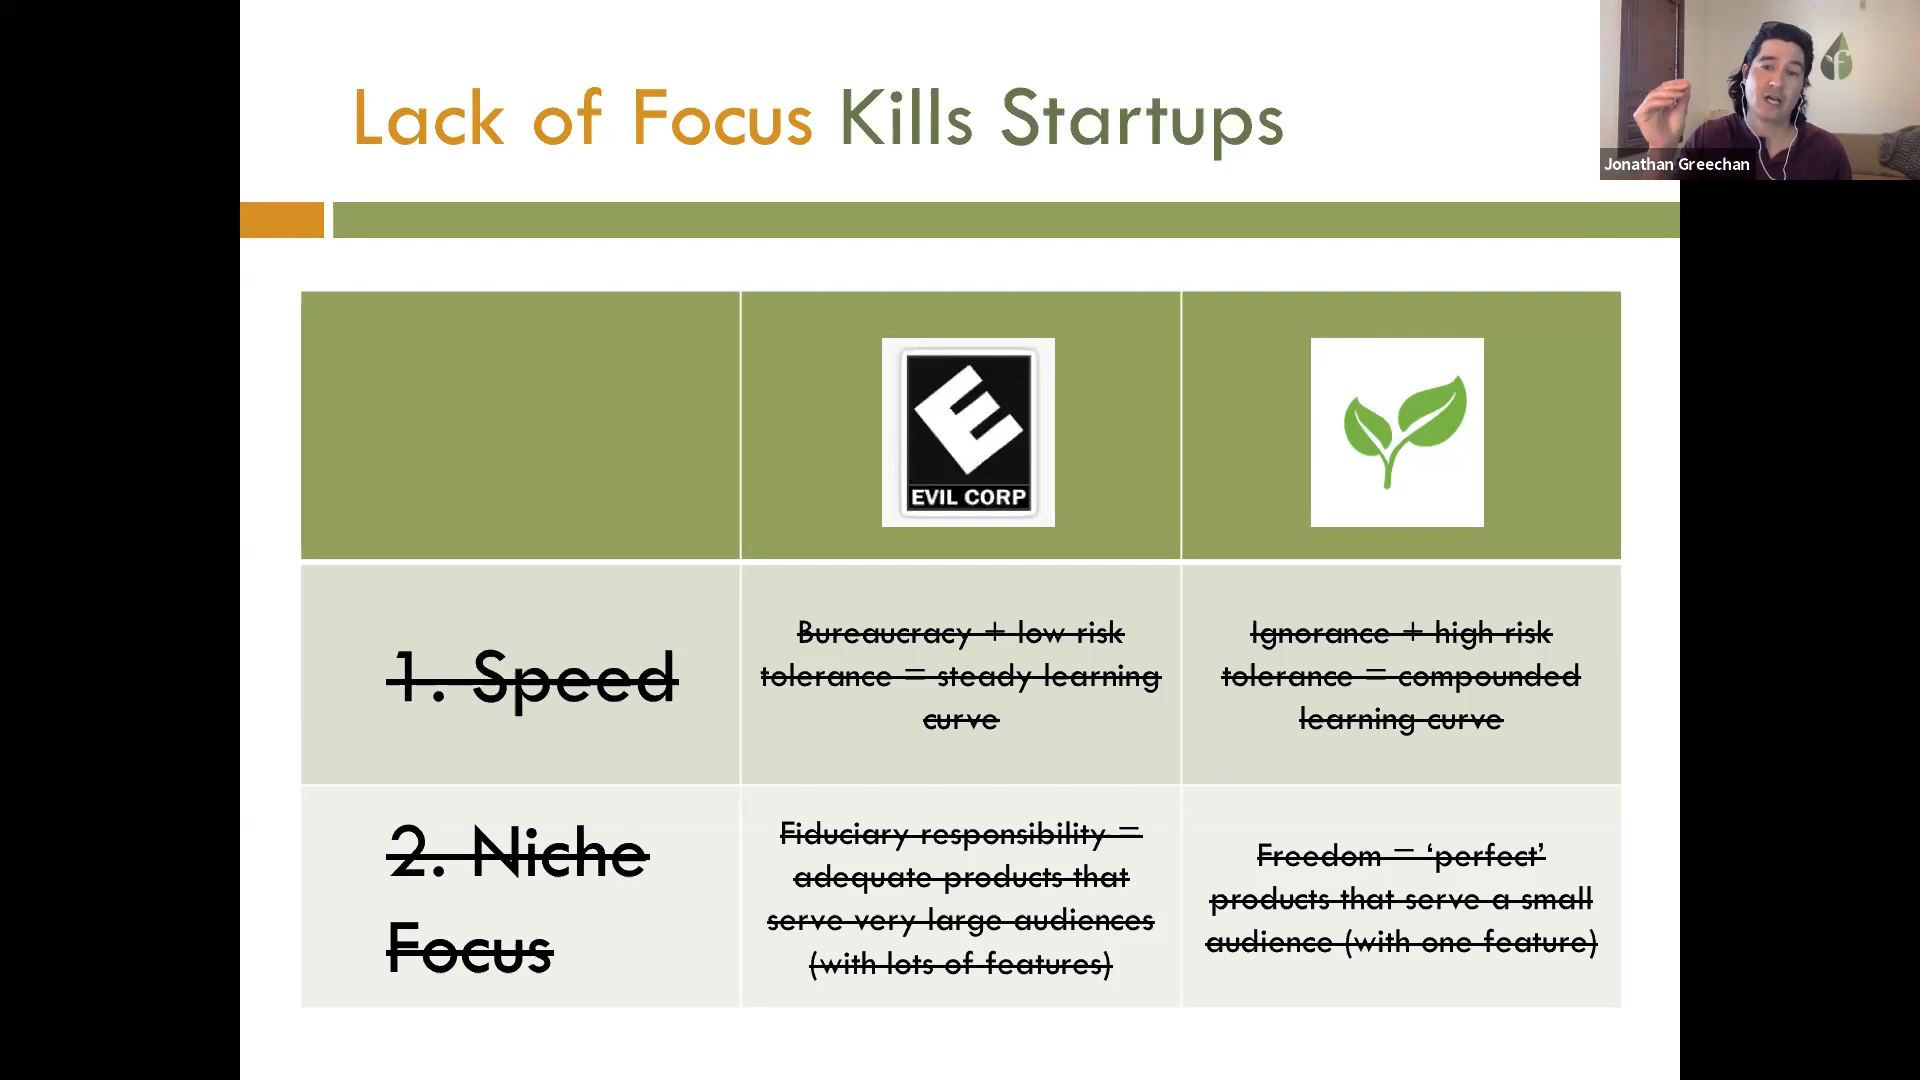 Lack of Focus Kills Startups
Jonathan Greechan
f
E
EVIL CORP
1. Speed
Bureaucracy + low risk
tolerance = steady learning
curve
Ignorance + high risk
tolerance = compounded
learning curve
2. Niche
Focus
Fiduciary responsibility =
adequate products that
serve very large audiences
(with lots of features)
Freedom = ‘perfect’
products that serve a small
audience (with one feature)